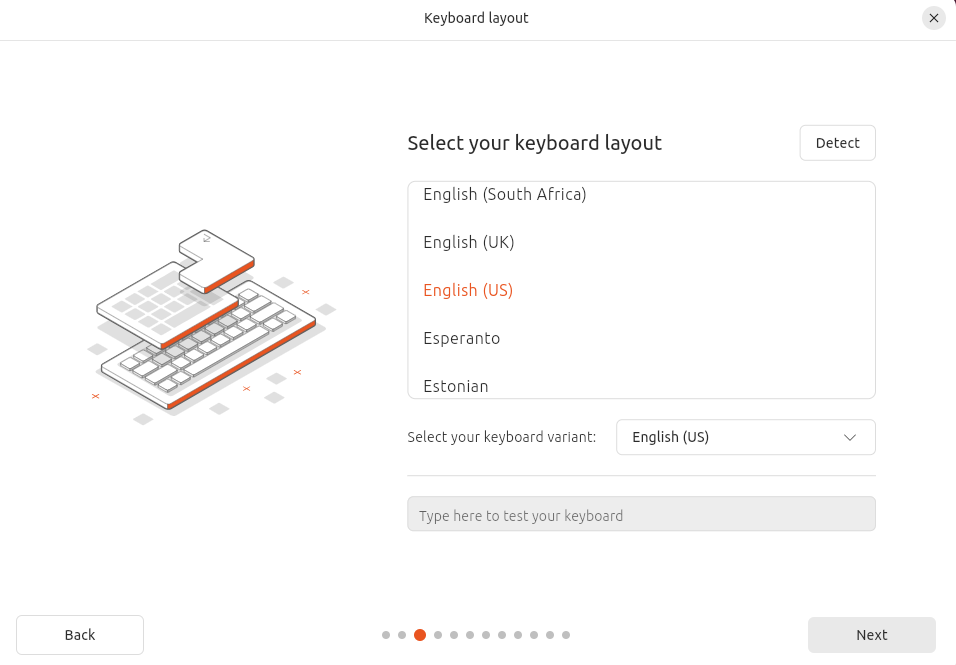 Keyboard layout
Select your keyboard layout
Detect
English (South Africa)
English (UK)
English (US)
Esperanto
Estonian
Select your keyboard variant:
English (US)
Type here to test your keyboard
Back
Next